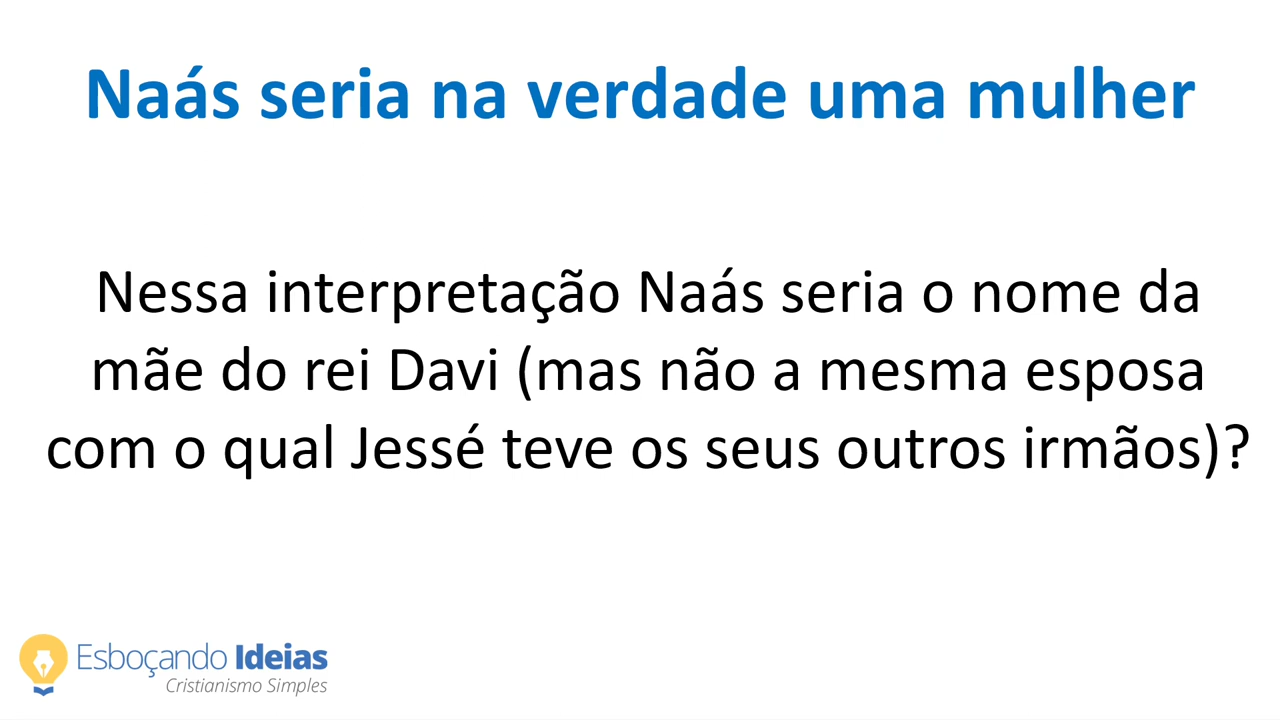 Naás seria na verdade uma mulher
Nessa interpretação Naás seria o nome da
mãe do rei Davi (mas não a mesma esposa
com o qual Jessé teve os seus outros irmãos)?
Esboçando Ideias
Cristianismo Simples